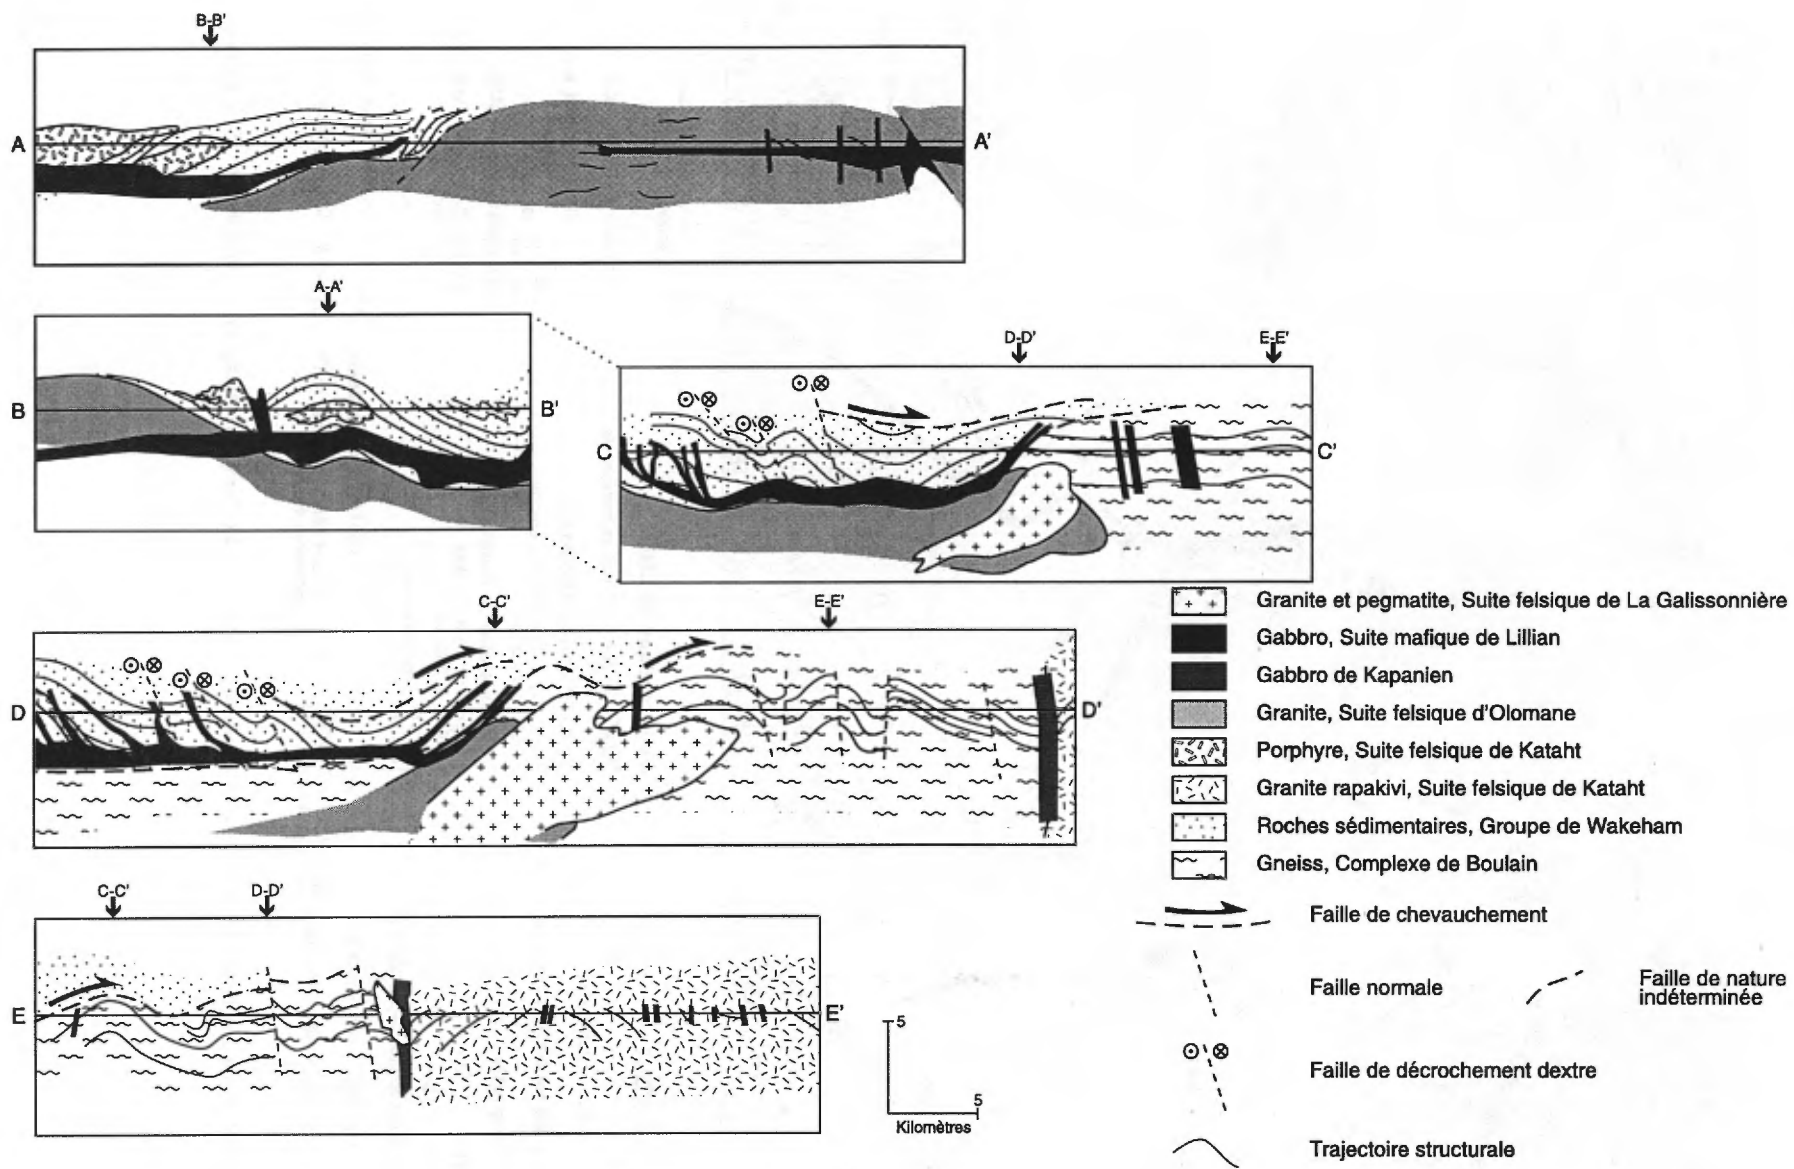 B-B'
A
A'
A-A'
B
B'
D-D'
E-E'
C
C'
C-C'
E-E'
D
D'
C-C'
D-D'
E
E'
5
5
Kilomètres
Granite et pegmatite, Suite felsique de La Galissonnière
Gabbro, Suite mafique de Lillian
Gabbro de Kapanien
Granite, Suite felsique d'Olomane
Porphyre, Suite felsique de Kataht
Granite rapakivi, Suite felsique de Kataht
Roches sédimentaires, Groupe de Wakeham
Gneiss, Complexe de Boulain
Faille de chevauchement
Faille normale
Faille de nature
indéterminée
Faille de décrochement dextre
Trajectoire structurale